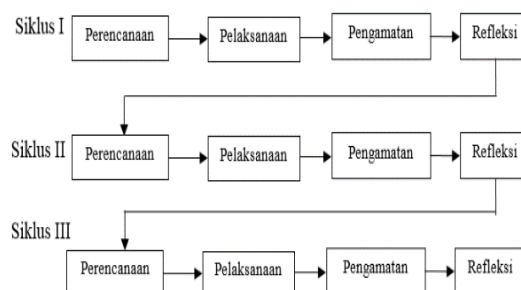 Siklus I Perencanaan Pelaksanaan Pengamatan Refleksi
Siklus II Perencanaan Pelaksanaan Pengamatan Refleksi
Siklus III
Perencanaan Pelaksanaan Pengamatan Refleksi